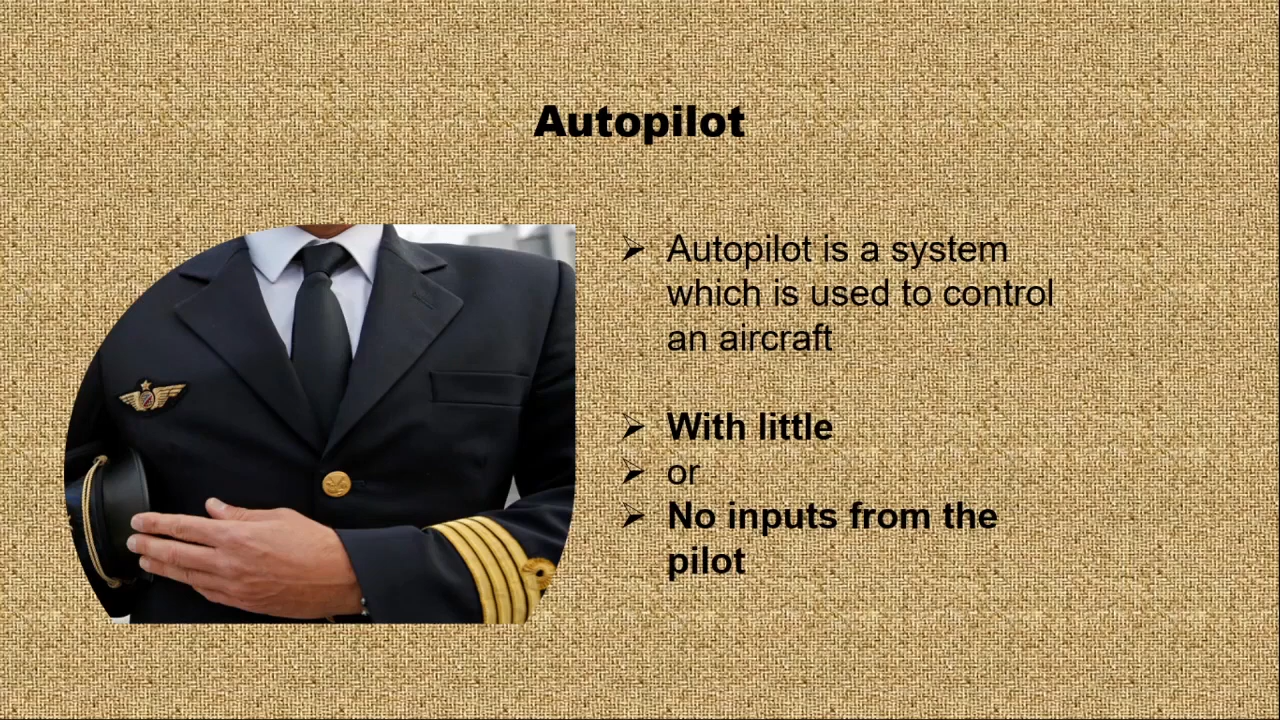 Autopilot
➢ Autopilot is a system
which is used to control
an aircraft
➢ With little
➢ or
➢ No inputs from the
pilot